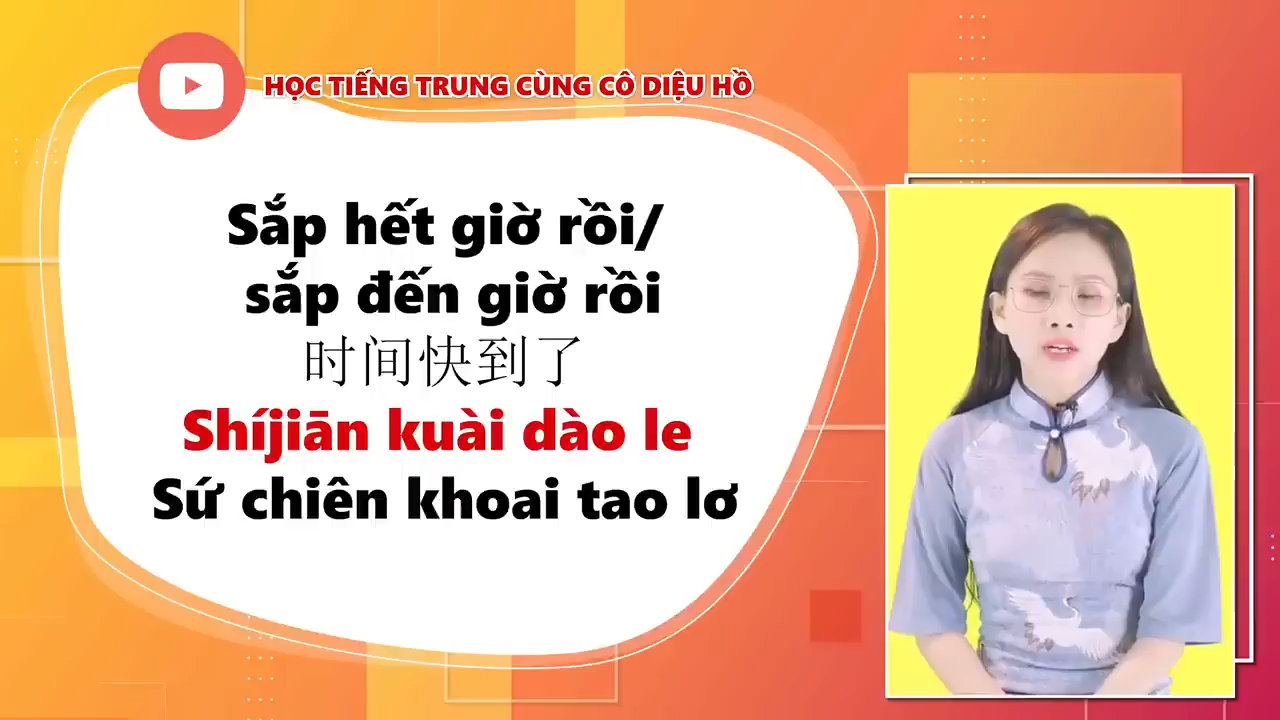 HỌC TIẾNG TRUNG CÙNG CÔ DIỆU HỒ
Sắp hết giờ rồi/
sắp đến giờ rồi
时间快到了
Shíjiān kuài dào le
Sứ chiên khoai tao lơ